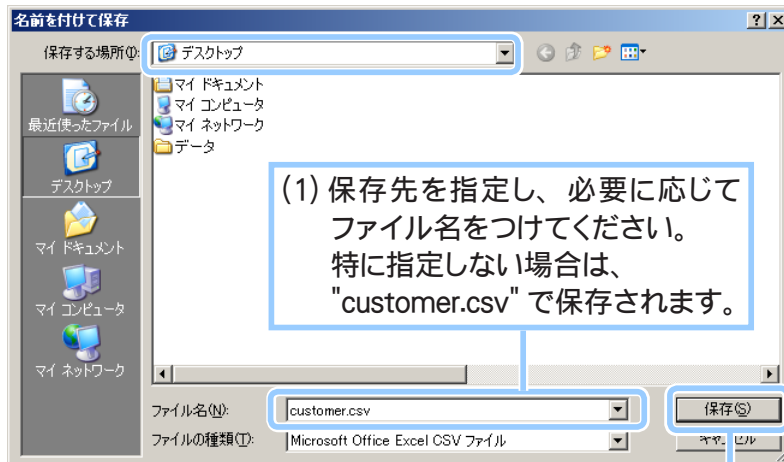 名前を付けて保存
保存する場所(I):
デスクトップ
マイ ドキュメント
マイ コンピュータ
マイ ネットワーク
データ
最近使ったファイル
デスクトップ
マイ ドキュメント
マイ コンピュータ
マイ ネットワーク
(1) 保存先を指定し、必要に応じて
ファイル名をつけてください。
特に指定しない場合は、
"customer.csv" で保存されます。
ファイル名(N):
customer.csv
保存(S)
ファイルの種類(T):
Microsoft Office Excel CSV ファイル
キャンセル